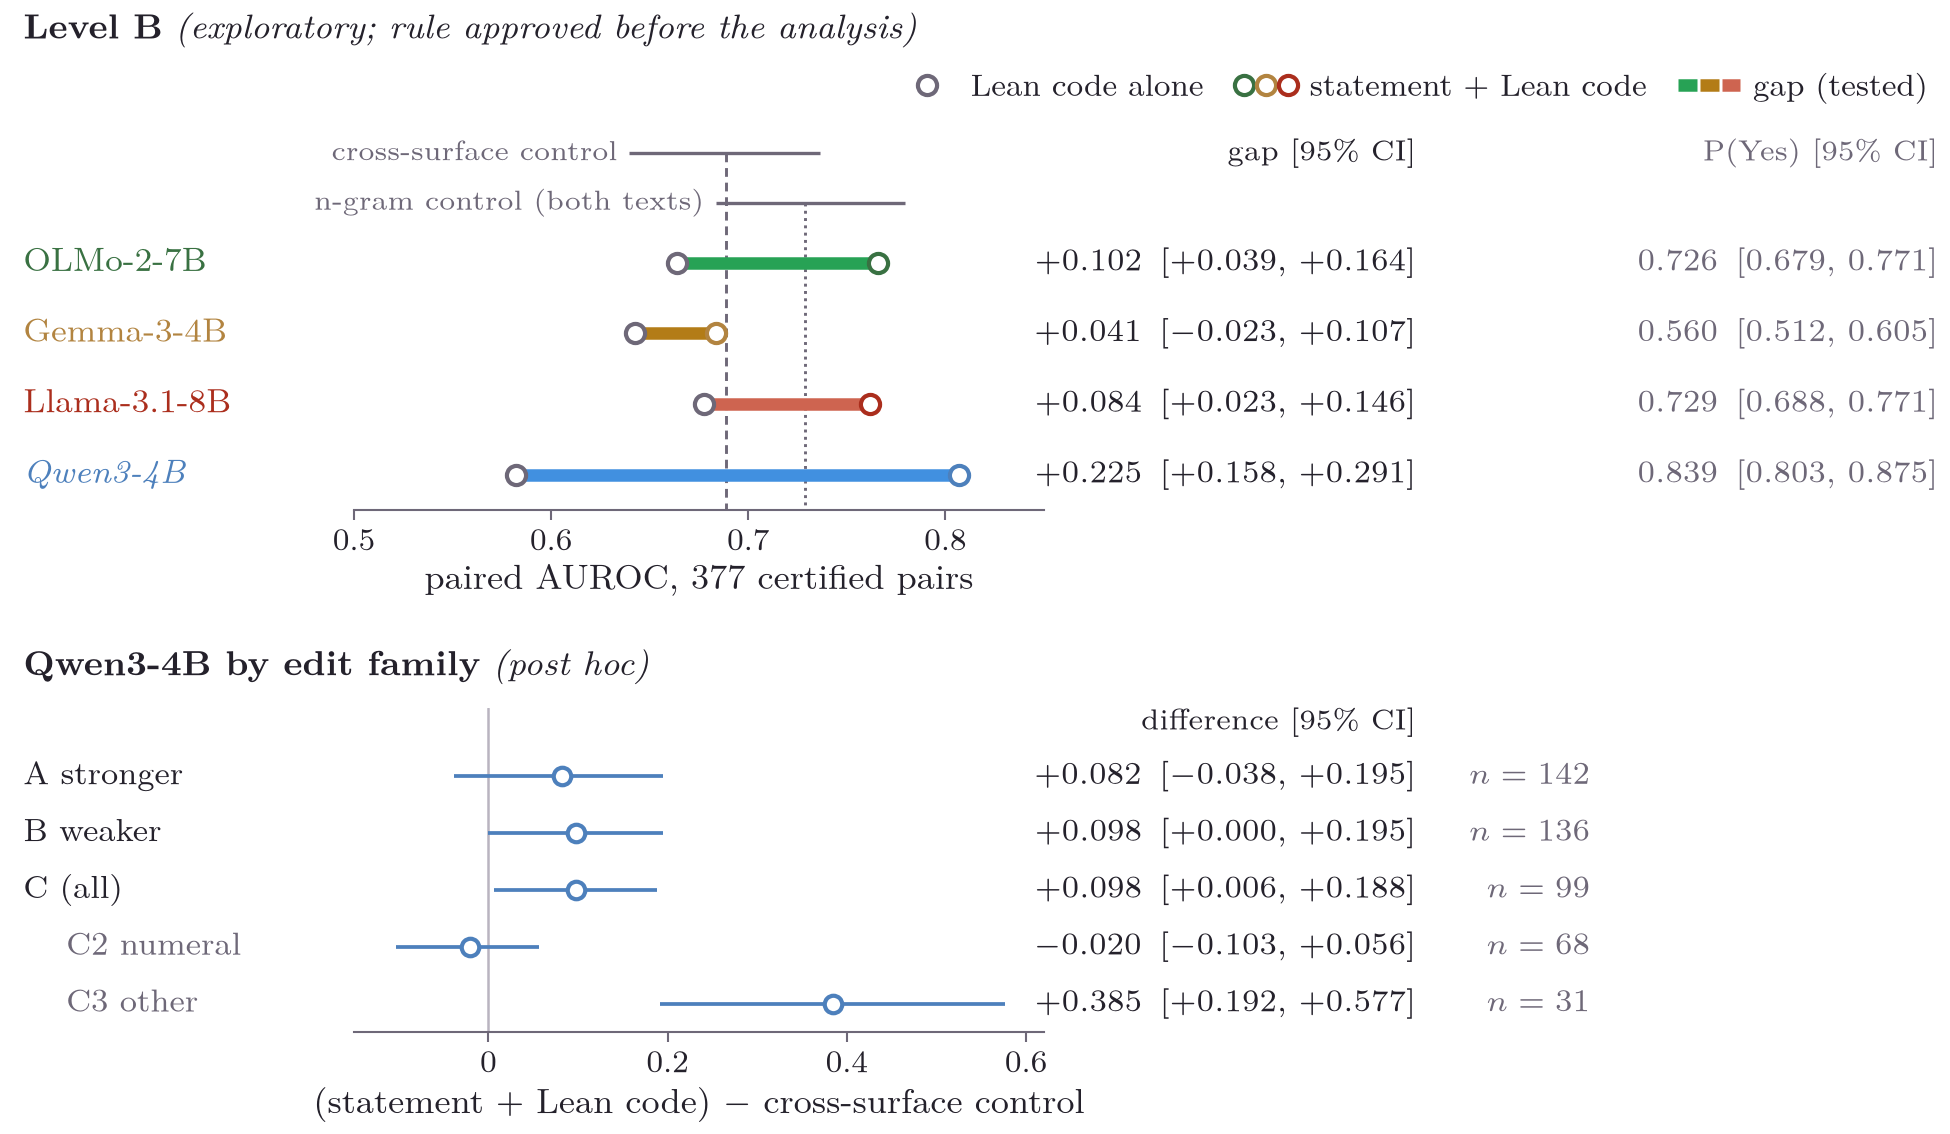 Level B (exploratory; rule approved before the analysis)
Lean code alone statement + Lean code gap (tested)
cross-surface control gap [95% CI] P(Yes) [95% CI]
n-gram control (both texts)
OLMo-2-7B +0.102 [+0.039, +0.164] 0.726 [0.679, 0.771]
Gemma-3-4B +0.041 [−0.023, +0.107] 0.560 [0.512, 0.605]
Llama-3.1-8B +0.084 [+0.023, +0.146] 0.729 [0.688, 0.771]
Qwen3-4B +0.225 [+0.158, +0.291] 0.839 [0.803, 0.875]
0.5 0.6 0.7 0.8
paired AUROC, 377 certified pairs
Qwen3-4B by edit family (post hoc)
difference [95% CI]
A stronger +0.082 [−0.038, +0.195] n = 142
B weaker +0.098 [+0.000, +0.195] n = 136
C (all) +0.098 [+0.006, +0.188] n = 99
C2 numeral −0.020 [−0.103, +0.056] n = 68
C3 other +0.385 [+0.192, +0.577] n = 31
0 0.2 0.4 0.6
(statement + Lean code) − cross-surface control